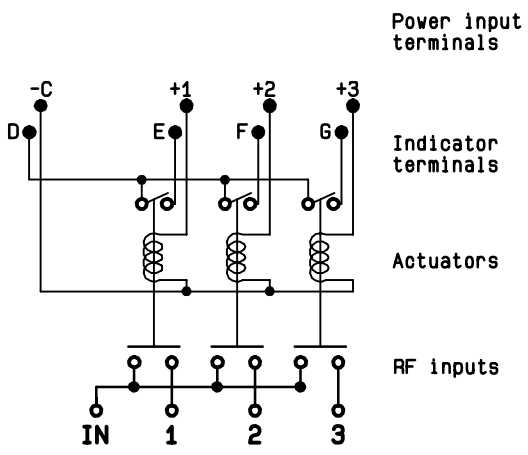 Power input
terminals
-C +1 +2 +3
D E F G
Indicator
terminals
Actuators
RF inputs
IN 1 2 3